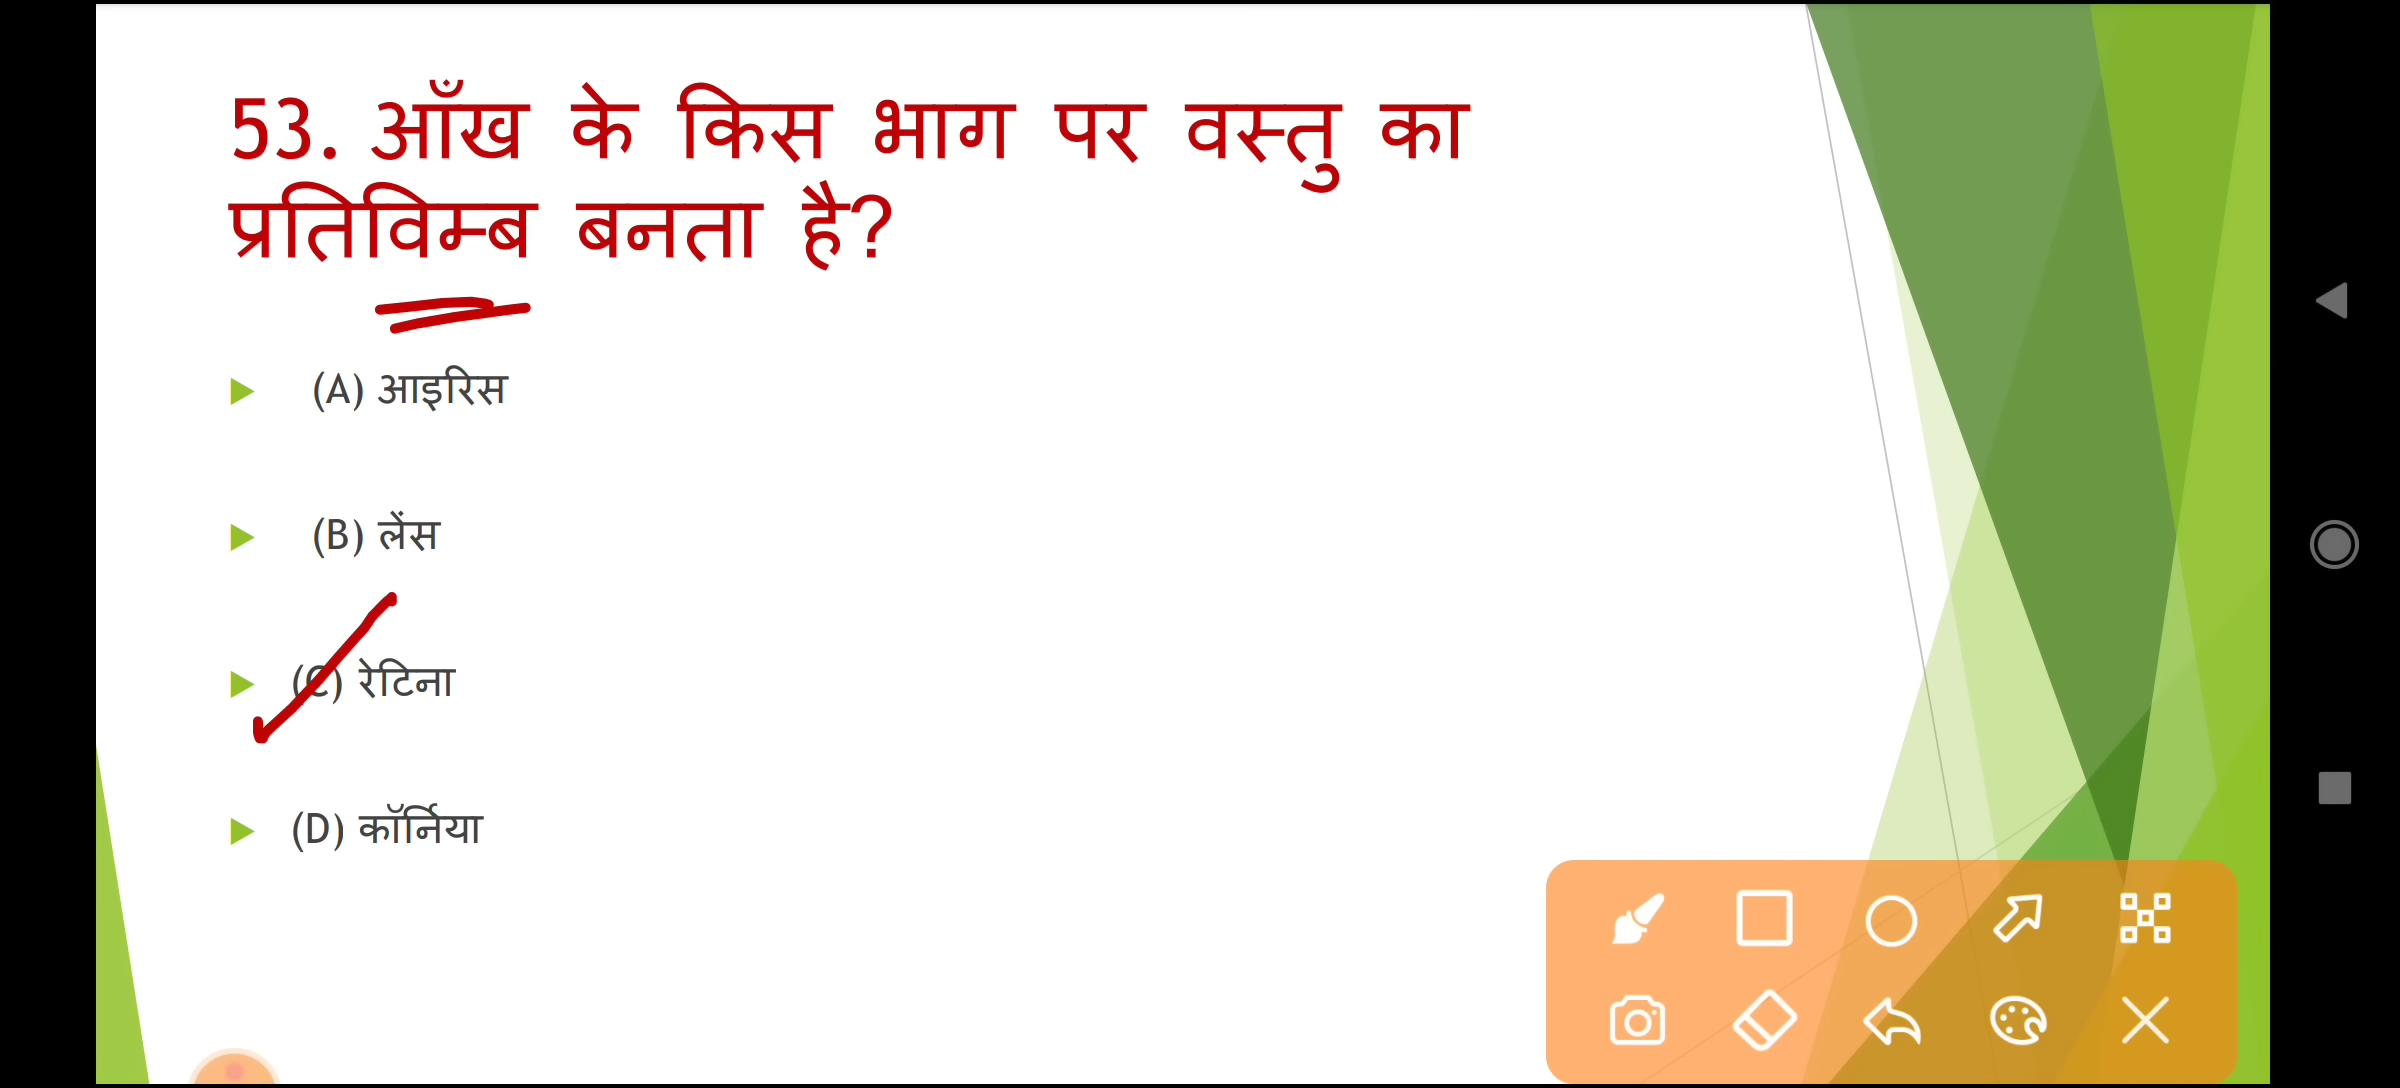 53. आँख के किस भाग पर वस्तु का
प्रतिविम्ब बनता है?
(A) आइरिस
(B) लेंस
(C) रेटिना
(D) कॉर्निया